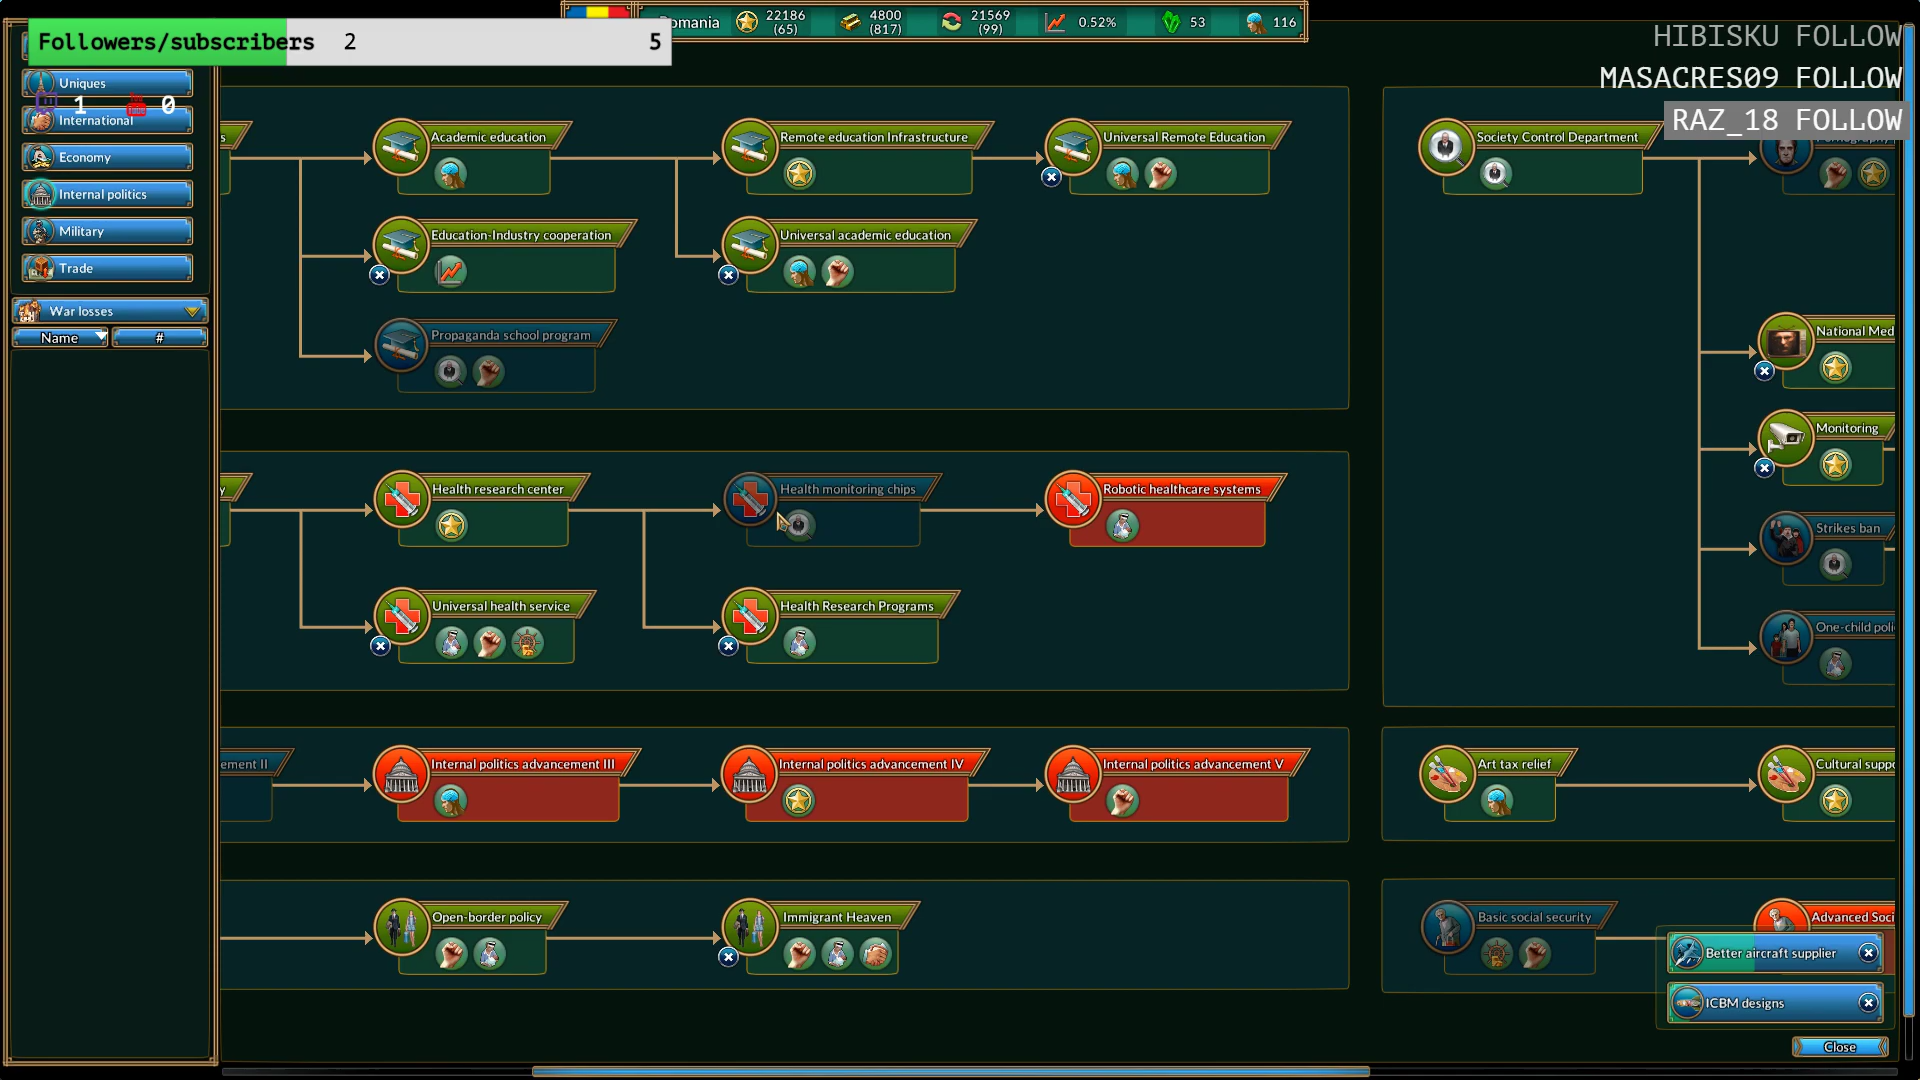 Followers/subscribers 2 5
omania
22186
(65)
4800
(817)
21569
(99)
0.52%
53
116
HIBISKU FOLLOW
MASACRES09 FOLLOW
RAZ_18 FOLLOW
Uniques
1 0
International
Economy
Internal politics
Military
Trade
War losses
Name #
s
Academic education
Remote education Infrastructure
Universal Remote Education
Society Control Department
Pornography
Education-Industry cooperation
Universal academic education
Propaganda school program
National Med
Monitoring
Strikes ban
One-child poli
y
Health research center
Health monitoring chips
Robotic healthcare systems
Universal health service
Health Research Programs
ement II
Internal politics advancement III
Internal politics advancement IV
Internal politics advancement V
Art tax relief
Cultural suppo
Open-border policy
Immigrant Heaven
Basic social security
Advanced Soci
Better aircraft supplier
ICBM designs
Close